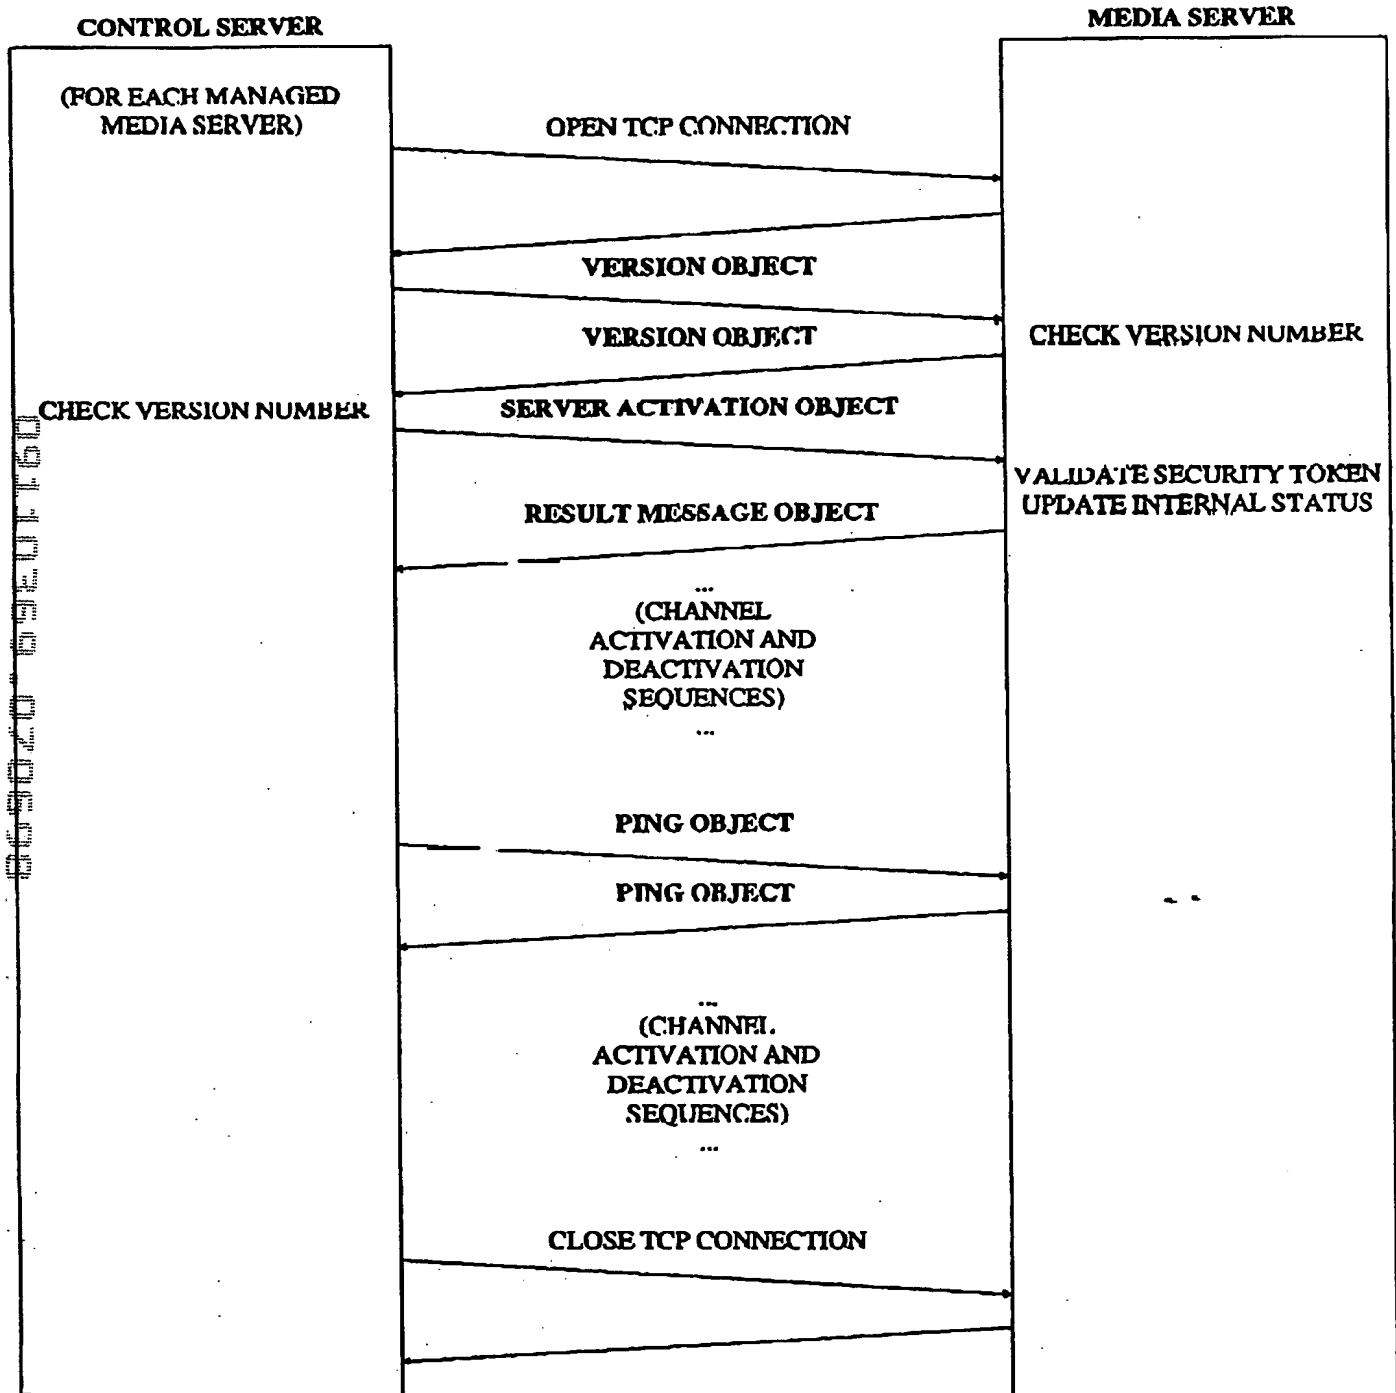 CONTROL SERVER
MEDIA SERVER
(FOR EACH MANAGED
MEDIA SERVER)
OPEN TCP CONNECTION
VERSION OBJECT
VERSION OBJECT
CHECK VERSION NUMBER
CHECK VERSION NUMBER
SERVER ACTIVATION OBJECT
VALIDATE SECURITY TOKEN
UPDATE INTERNAL STATUS
RESULT MESSAGE OBJECT
...
(CHANNEL
ACTIVATION AND
DEACTIVATION
SEQUENCES)
...
PING OBJECT
PING OBJECT
...
(CHANNEL
ACTIVATION AND
DEACTIVATION
SEQUENCES)
...
CLOSE TCP CONNECTION